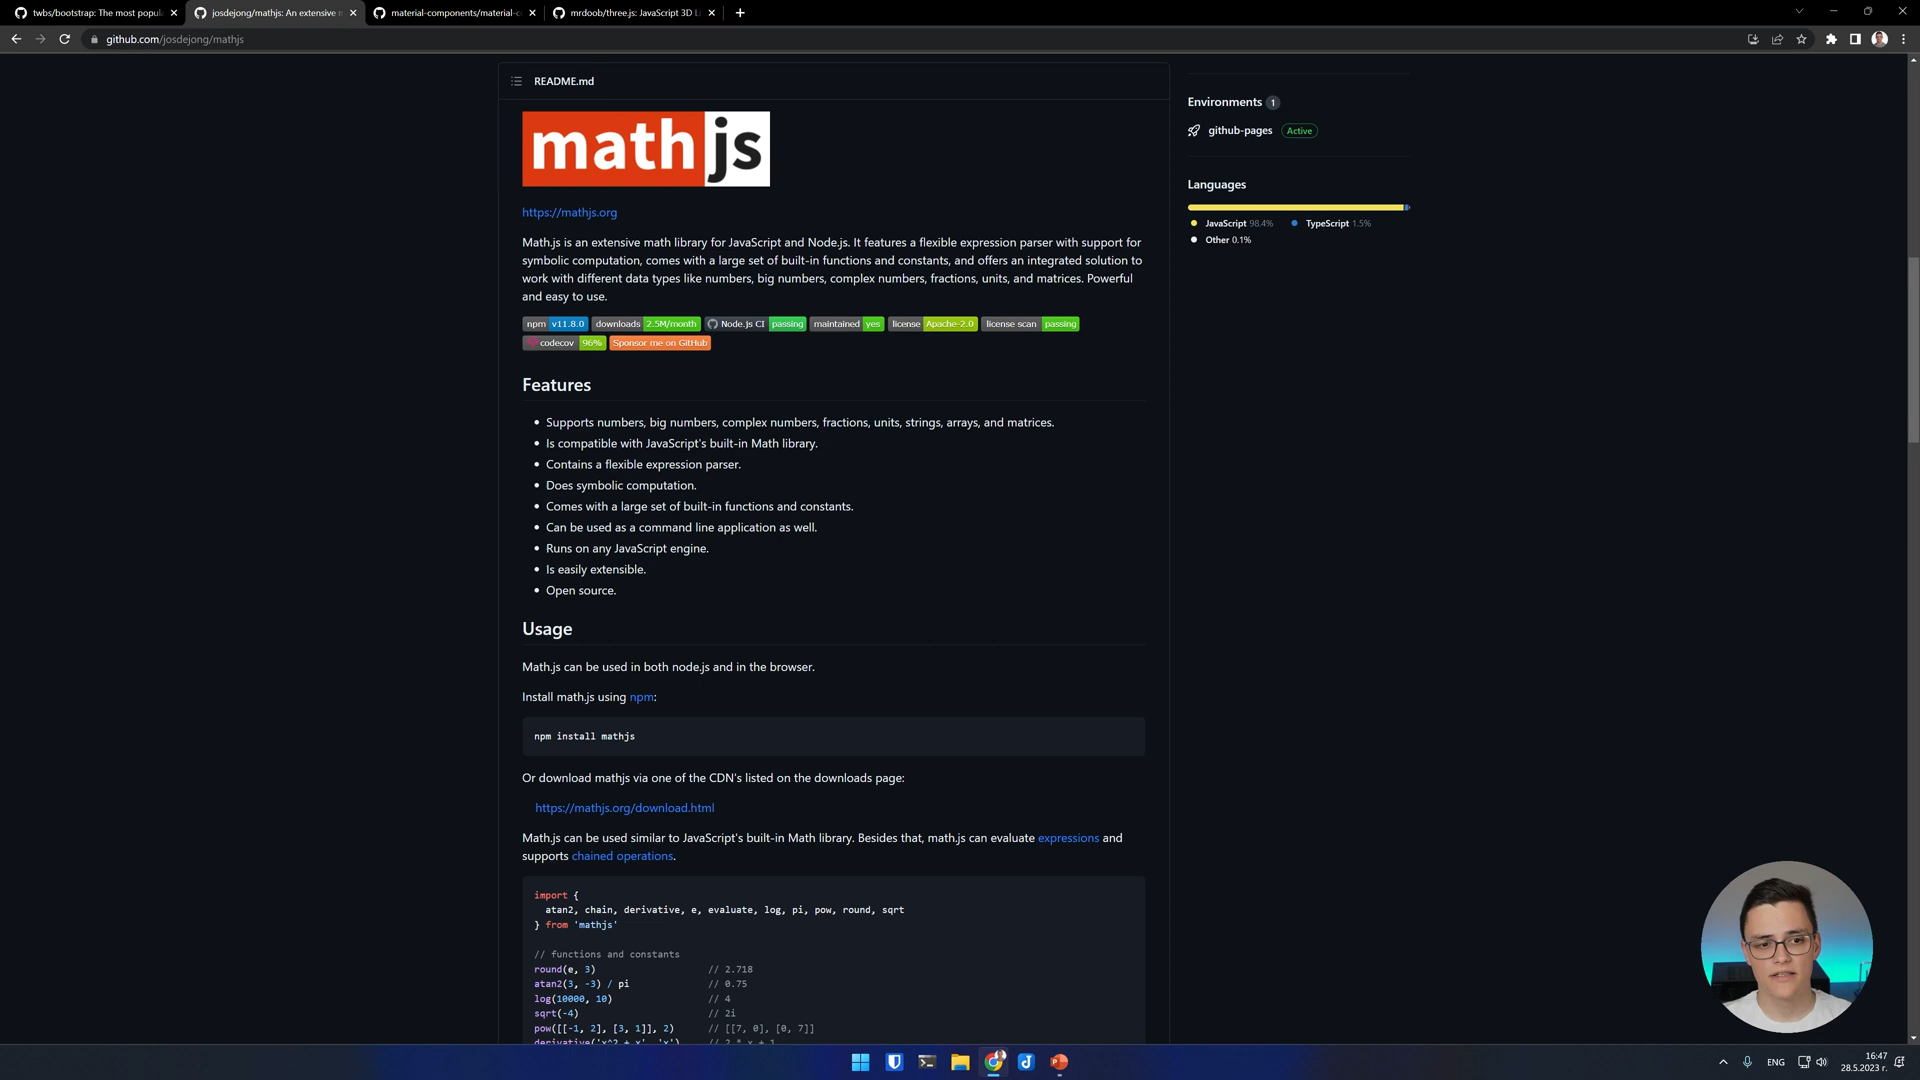 twbs/bootstrap: The most popul
josdejong/mathjs: An extensive m
material-components/material-c
mrdoob/three.js: JavaScript 3D Li
github.com/josdejong/mathjs
README.md
math js
https://mathjs.org
Math.js is an extensive math library for JavaScript and Node.js. It features a flexible expression parser with support for
symbolic computation, comes with a large set of built-in functions and constants, and offers an integrated solution to
work with different data types like numbers, big numbers, complex numbers, fractions, units, and matrices. Powerful
and easy to use.
npm v11.8.0 downloads 2.5M/month Node.js CI passing maintained yes license Apache-2.0 license scan passing
codecov 96% Sponsor me on GitHub
Features
• Supports numbers, big numbers, complex numbers, fractions, units, strings, arrays, and matrices.
• Is compatible with JavaScript's built-in Math library.
• Contains a flexible expression parser.
• Does symbolic computation.
• Comes with a large set of built-in functions and constants.
• Can be used as a command line application as well.
• Runs on any JavaScript engine.
• Is easily extensible.
• Open source.
Usage
Math.js can be used in both node.js and in the browser.
Install math.js using npm:
npm install mathjs
Or download mathjs via one of the CDN's listed on the downloads page:
https://mathjs.org/download.html
Math.js can be used similar to JavaScript's built-in Math library. Besides that, math.js can evaluate expressions and
supports chained operations.
import {
atan2, chain, derivative, e, evaluate, log, pi, pow, round, sqrt
} from 'mathjs'
// functions and constants
round(e, 3) // 2.718
atan2(3, -3) / pi // 0.75
log(10000, 10) // 4
sqrt(-4) // 2i
pow([[-1, 2], [3, 1]], 2) // [[7, 0], [0, 7]]
derivative('x^2 + x', 'x') // 2 * x + 1
Environments 1
github-pages Active
Languages
JavaScript 98.4% TypeScript 1.5%
Other 0.1%
ENG
16:47
28.5.2023 г.